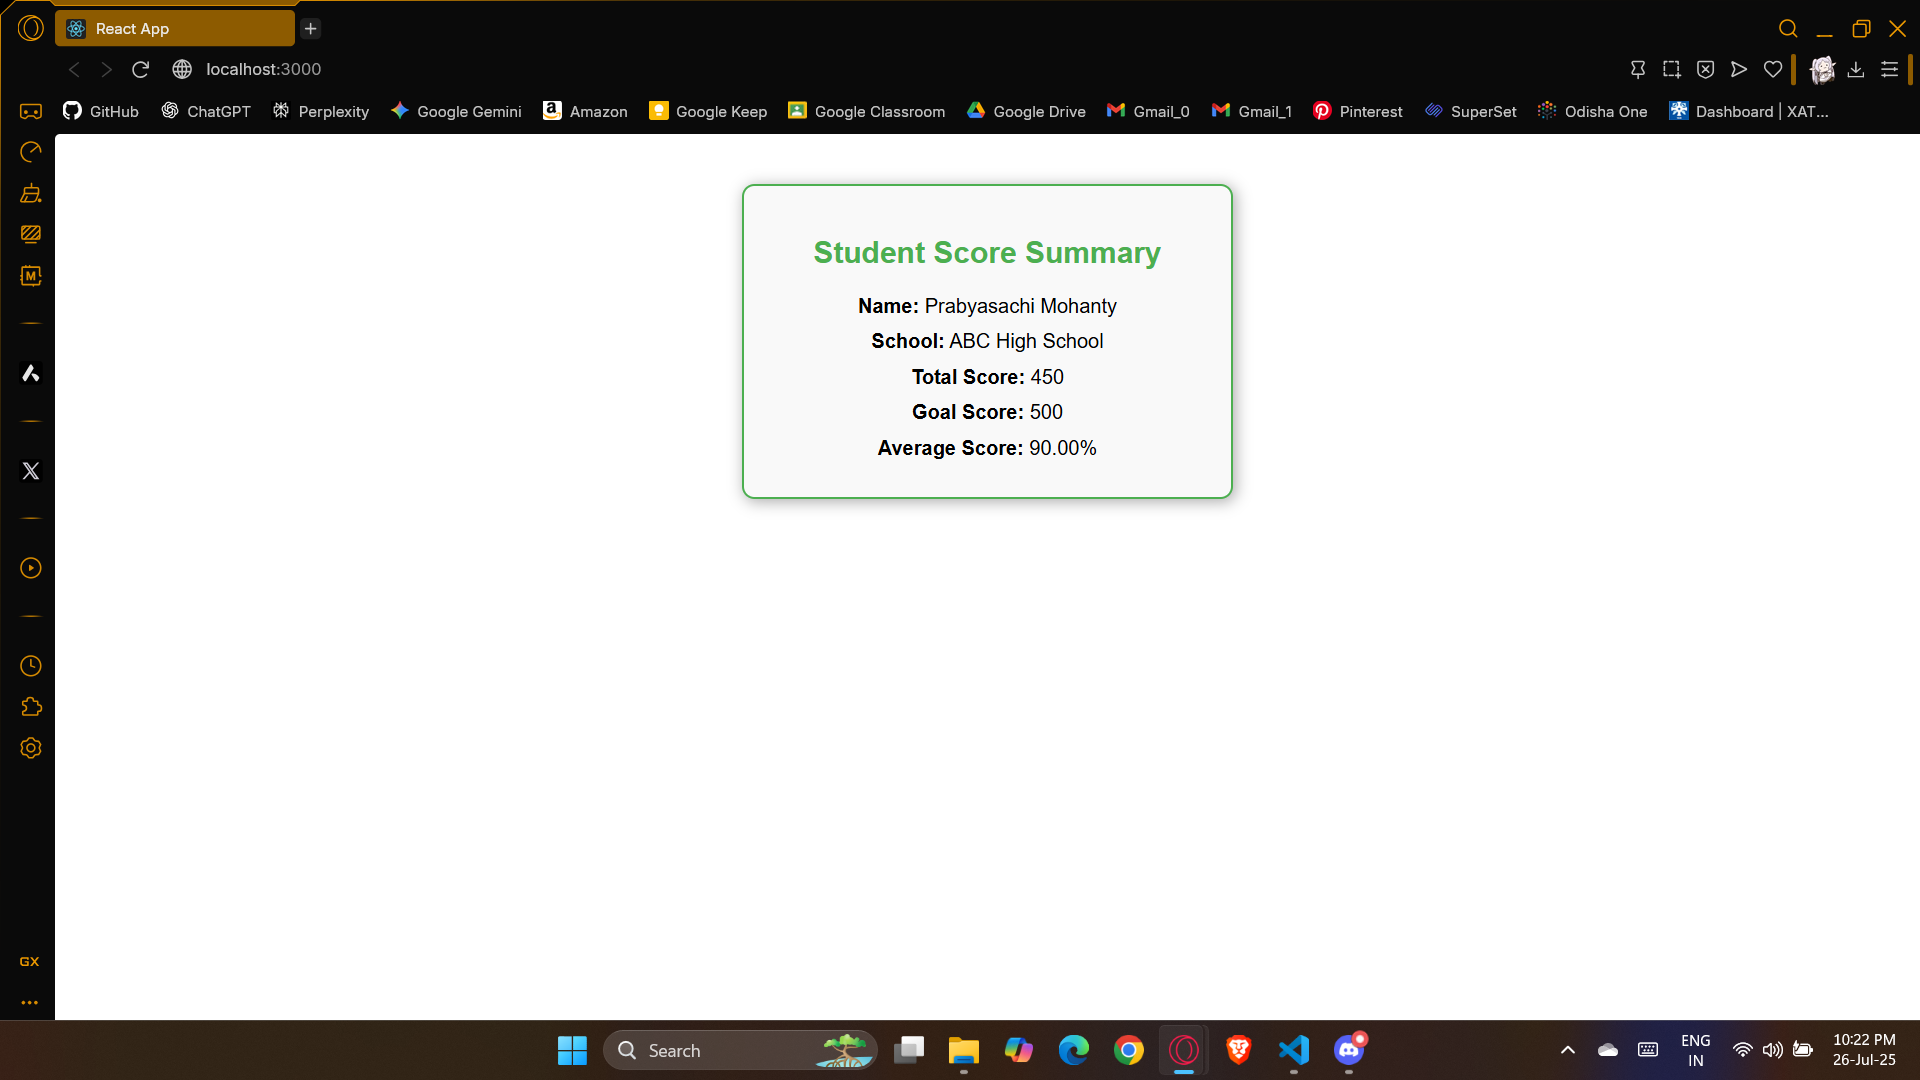 React App
localhost:3000
GitHub ChatGPT Perplexity Google Gemini Amazon Google Keep Google Classroom Google Drive Gmail_0 Gmail_1 Pinterest SuperSet Odisha One Dashboard | XAT...
Student Score Summary
Name: Prabyasachi Mohanty
School: ABC High School
Total Score: 450
Goal Score: 500
Average Score: 90.00%
GX
Search
ENG
IN
10:22 PM
26-Jul-25